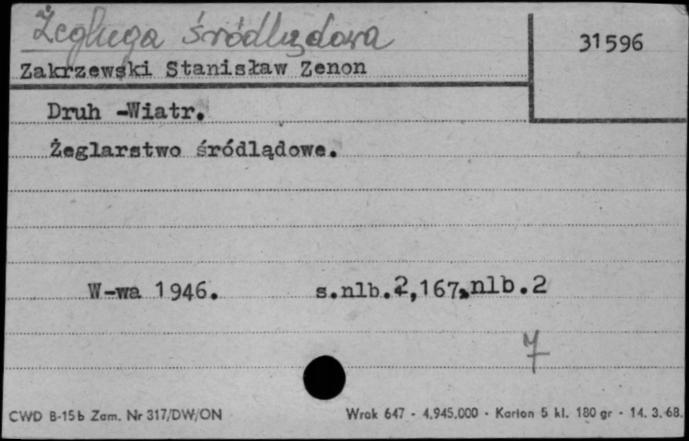 Żegluga śródlądowa
31596
Zakrzewski Stanisław Zenon
Druh -Wiatr.
Żeglarstwo śródlądowe.
W-wa 1946. s.nlb.2,167,nlb.2
7
CWD B-15b Zam. Nr 317/DW/ON Wrok 647 - 4.945.000 - Karton 5 kl. 180 gr - 14. 3. 68.